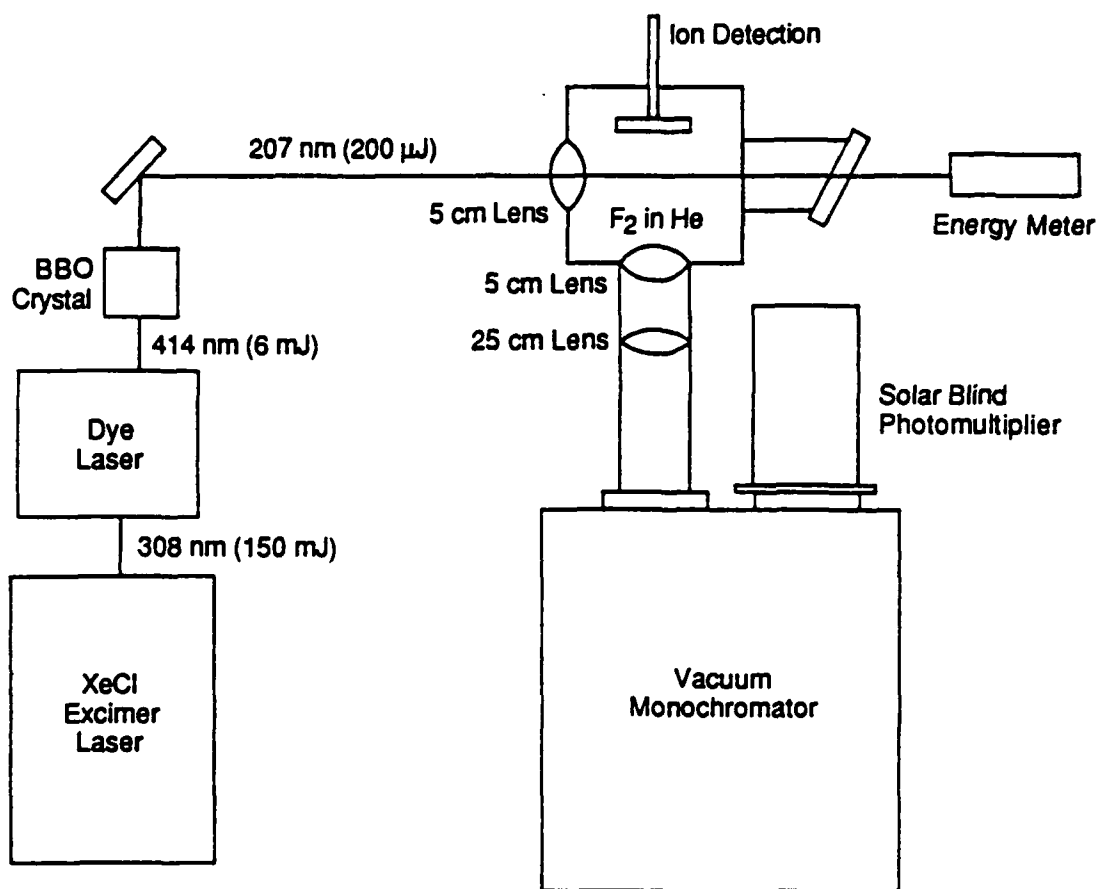 Ion Detection
207 nm (200 μJ)
5 cm Lens
F2 in He
Energy Meter
BBO
Crystal
5 cm Lens
25 cm Lens
414 nm (6 mJ)
Solar Blind
Photomultiplier
Dye
Laser
308 nm (150 mJ)
XeCl
Excimer
Laser
Vacuum
Monochromator